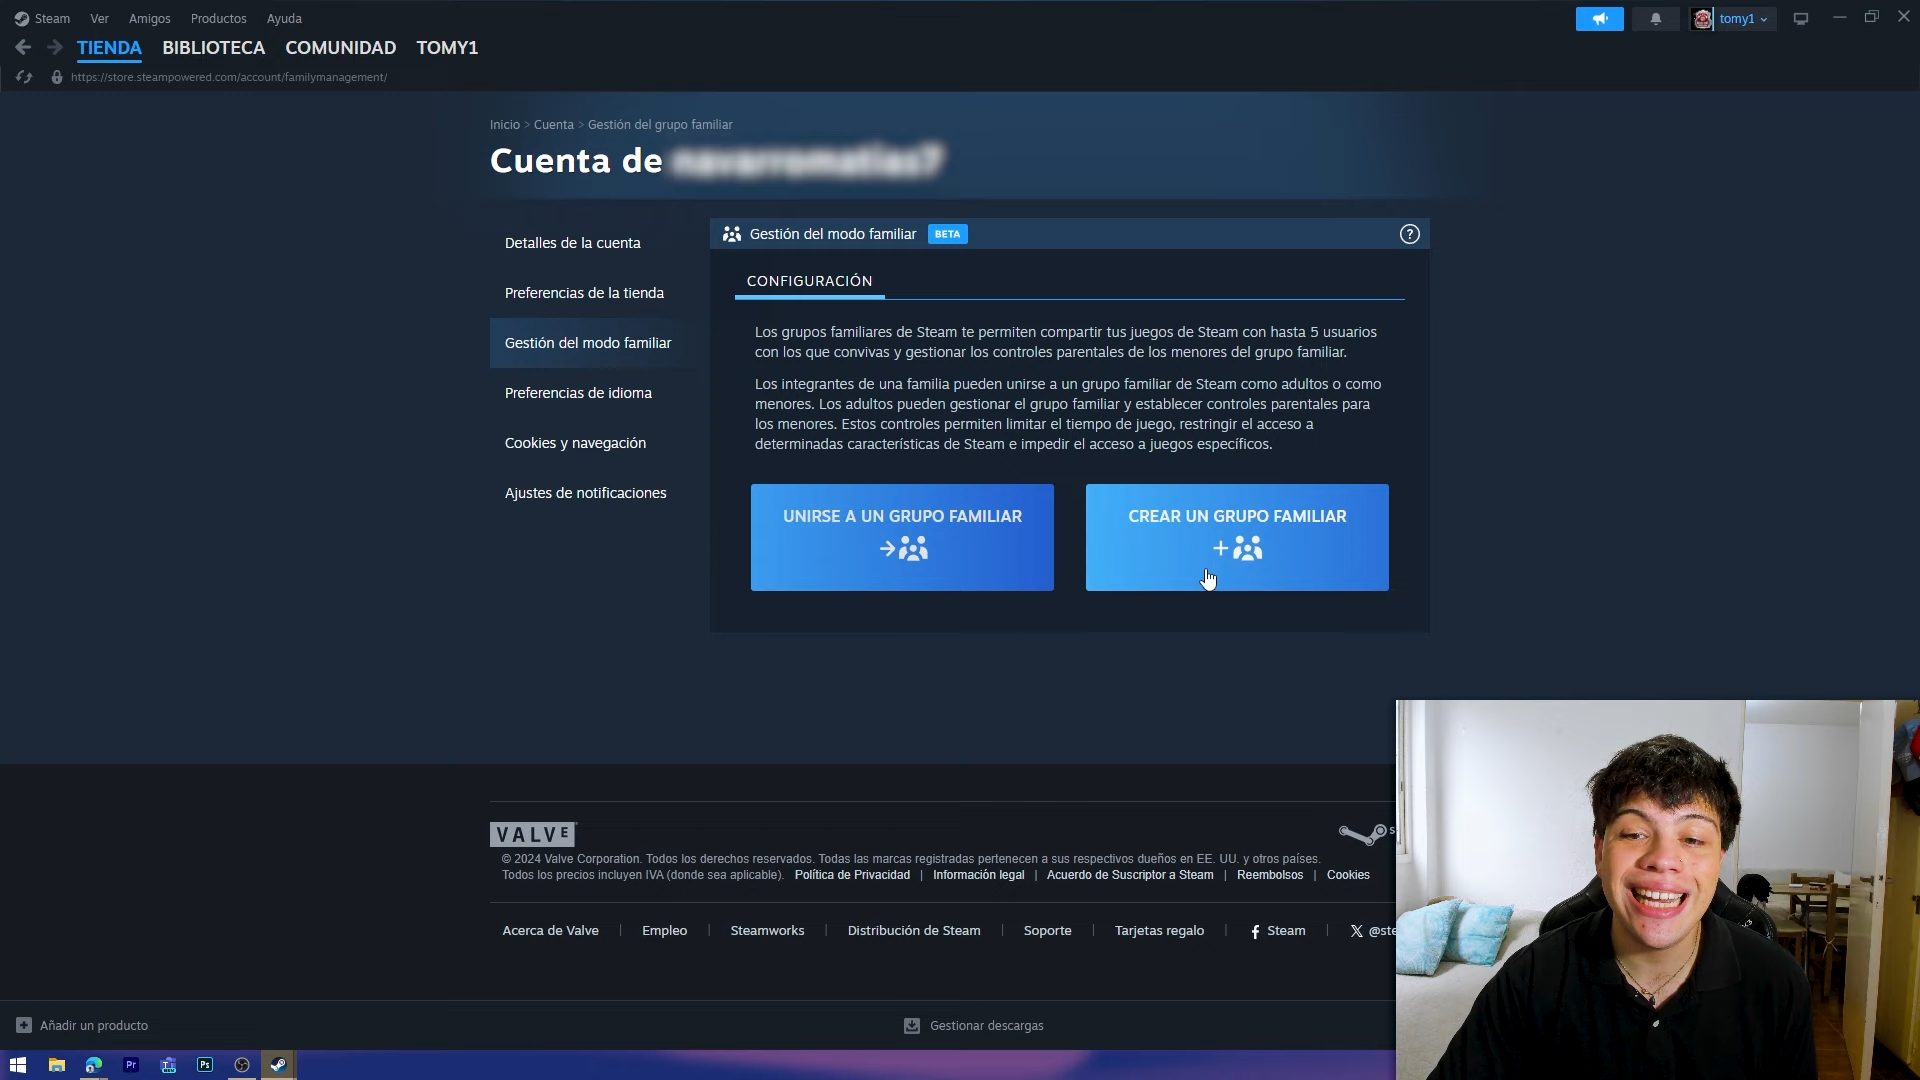 Steam Ver Amigos Productos Ayuda
tomy1
TIENDA BIBLIOTECA COMUNIDAD TOMY1
https://store.steampowered.com/account/familymanagement/
Inicio > Cuenta > Gestión del grupo familiar
Cuenta de
Detalles de la cuenta
Preferencias de la tienda
Gestión del modo familiar
Preferencias de idioma
Cookies y navegación
Ajustes de notificaciones
Gestión del modo familiar BETA
?
CONFIGURACIÓN
Los grupos familiares de Steam te permiten compartir tus juegos de Steam con hasta 5 usuarios
con los que convivas y gestionar los controles parentales de los menores del grupo familiar.
Los integrantes de una familia pueden unirse a un grupo familiar de Steam como adultos o como
menores. Los adultos pueden gestionar el grupo familiar y establecer controles parentales para
los menores. Estos controles permiten limitar el tiempo de juego, restringir el acceso a
determinadas características de Steam e impedir el acceso a juegos específicos.
UNIRSE A UN GRUPO FAMILIAR
CREAR UN GRUPO FAMILIAR
VALVE
© 2024 Valve Corporation. Todos los derechos reservados. Todas las marcas registradas pertenecen a sus respectivos dueños en EE. UU. y otros países.
Todos los precios incluyen IVA (donde sea aplicable). Política de Privacidad | Información legal | Acuerdo de Suscriptor a Steam | Reembolsos | Cookies
Acerca de Valve | Empleo | Steamworks | Distribución de Steam | Soporte | Tarjetas regalo | Steam | @ste
Añadir un producto
Gestionar descargas
Pr
Ps